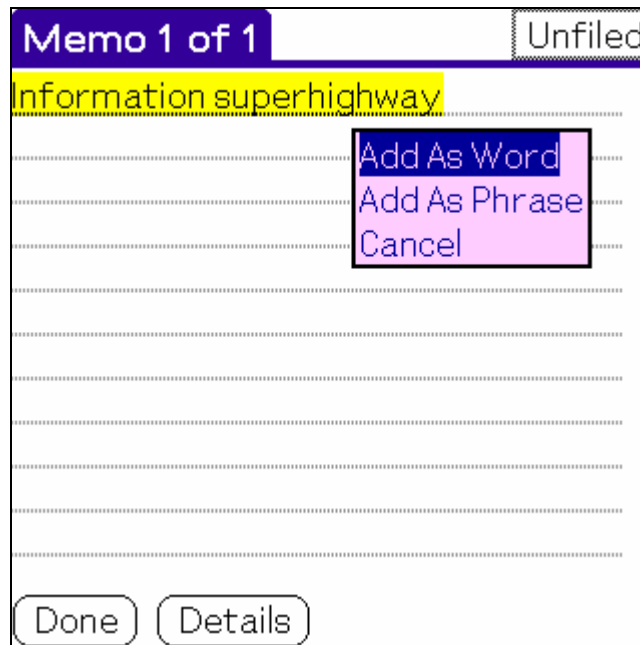 Memo 1 of 1
Unfiled
Information superhighway
Add As Word
Add As Phrase
Cancel
Done
Details